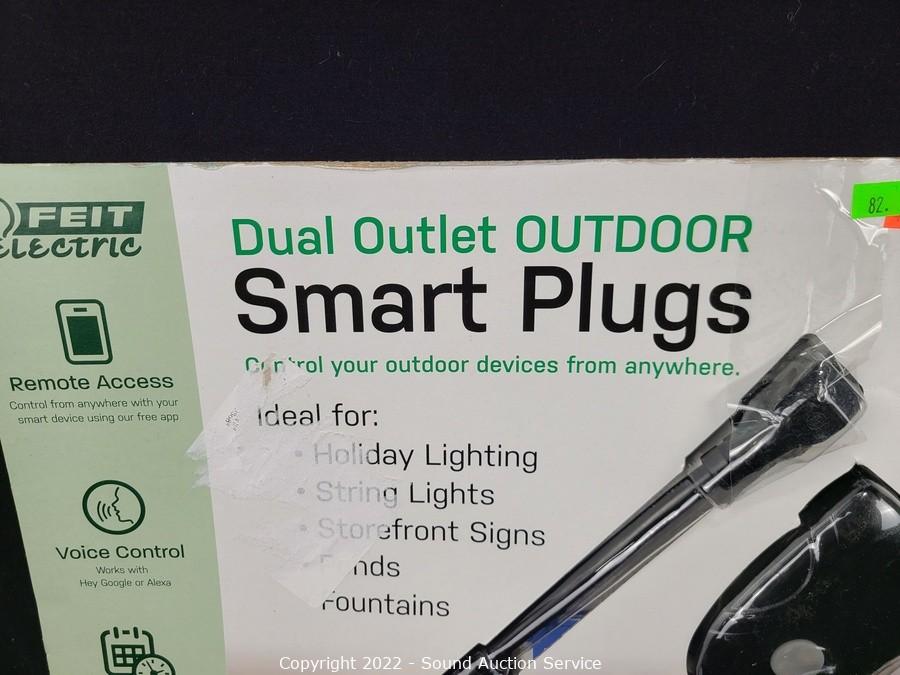 FEIT
ELECTRIC
Remote Access
Control from anywhere with your
smart device using our free app
Voice Control
Works with
Hey Google or Alexa
Dual Outlet OUTDOOR
Smart Plugs
Control your outdoor devices from anywhere.
Ideal for:
• Holiday Lighting
• String Lights
• Storefront Signs
Fountains
82.
Copyright 2022 - Sound Auction Service